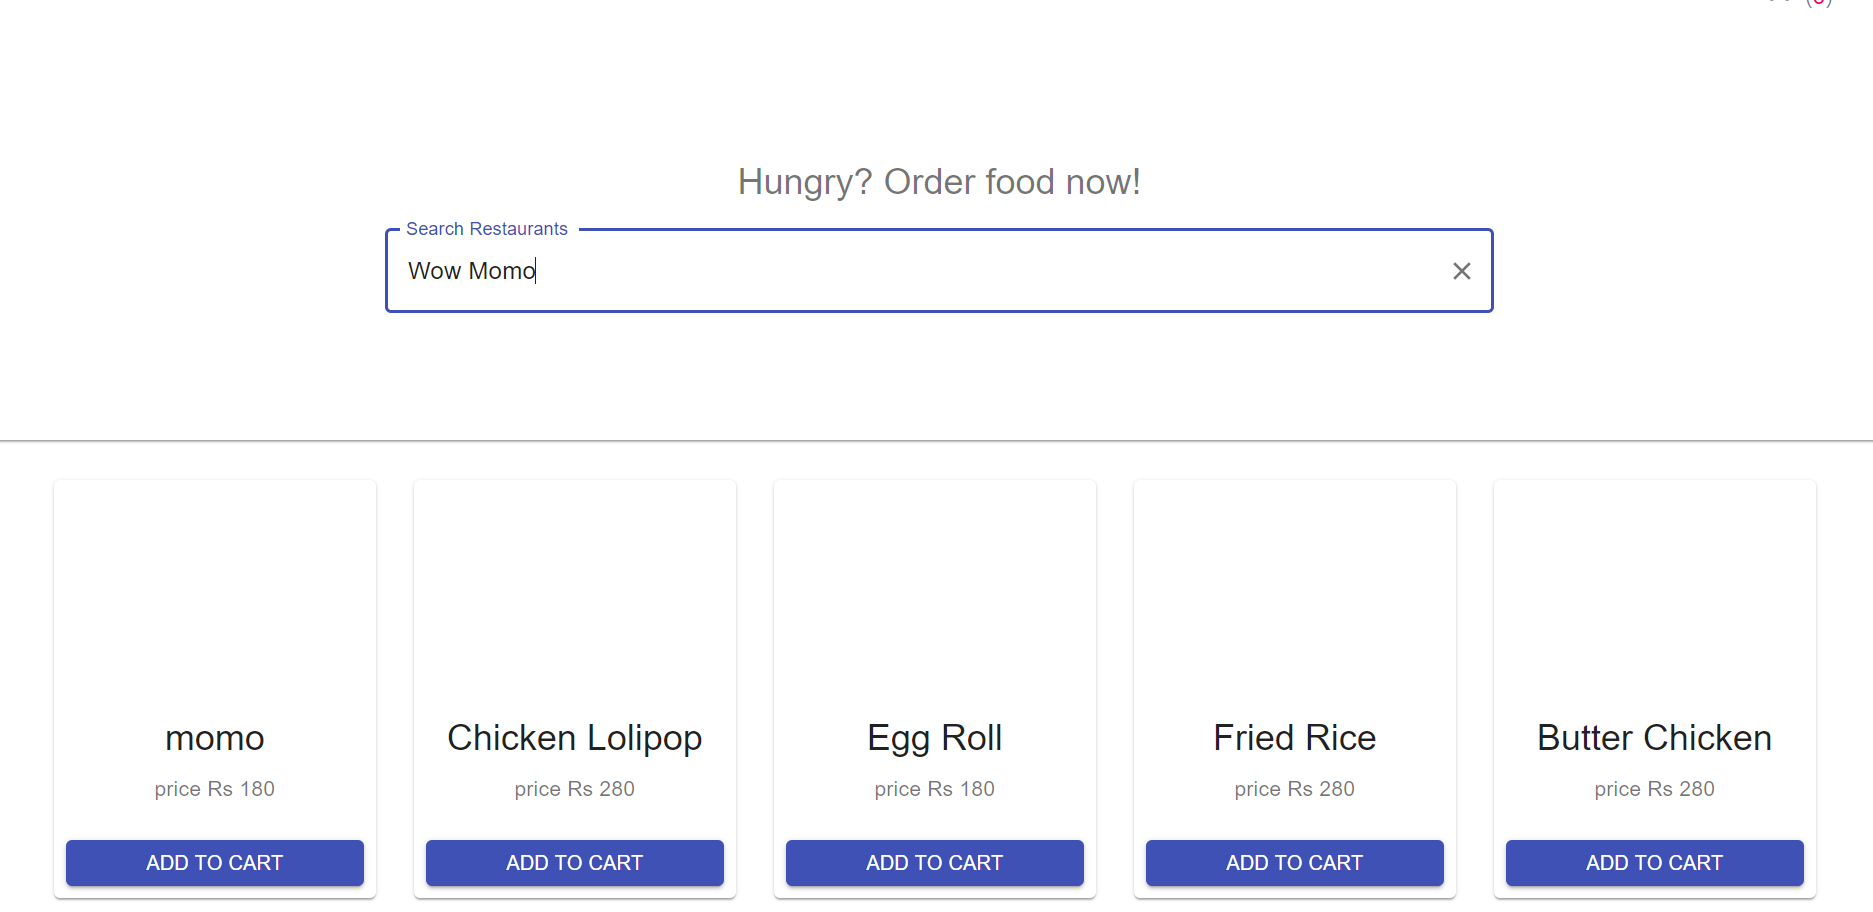 Hungry? Order food now!
Search Restaurants
Wow Momo
momo
price Rs 180
ADD TO CART
Chicken Lolipop
price Rs 280
ADD TO CART
Egg Roll
price Rs 180
ADD TO CART
Fried Rice
price Rs 280
ADD TO CART
Butter Chicken
price Rs 280
ADD TO CART